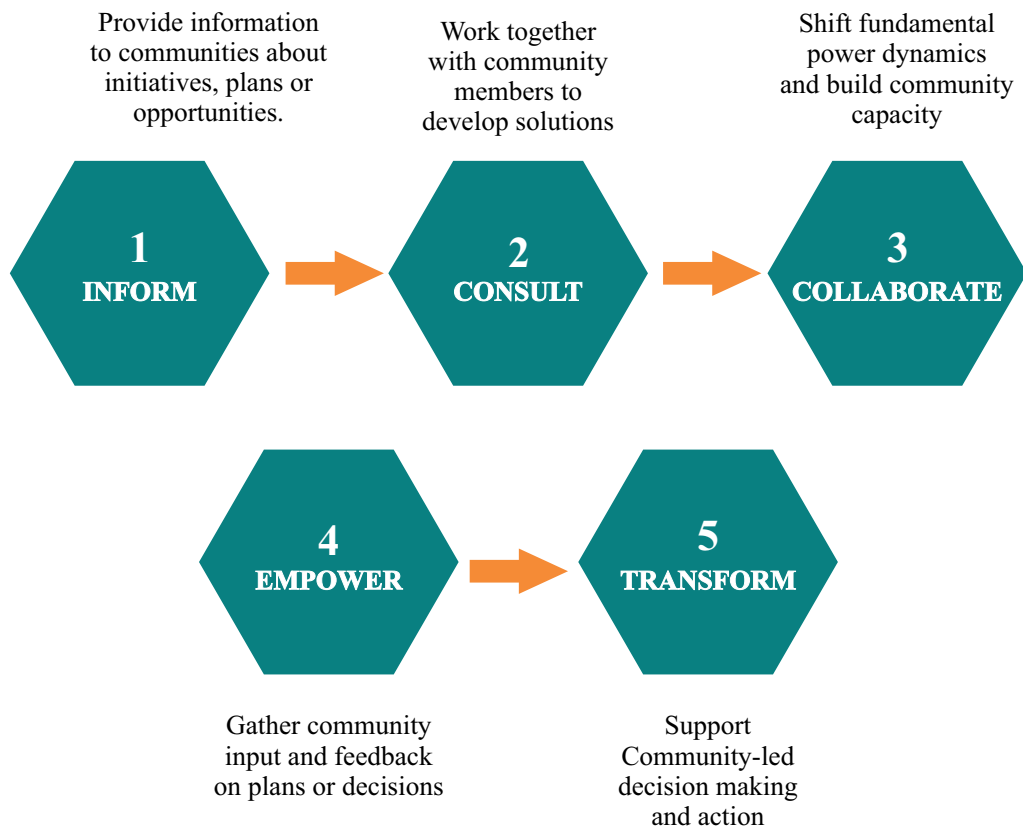 Provide information
to communities about
initiatives, plans or
opportunities.
Work together
with community
members to
develop solutions
Shift fundamental
power dynamics
and build community
capacity
1
INFORM
2
CONSULT
3
COLLABORATE
4
EMPOWER
5
TRANSFORM
Gather community
input and feedback
on plans or decisions
Support
Community-led
decision making
and action